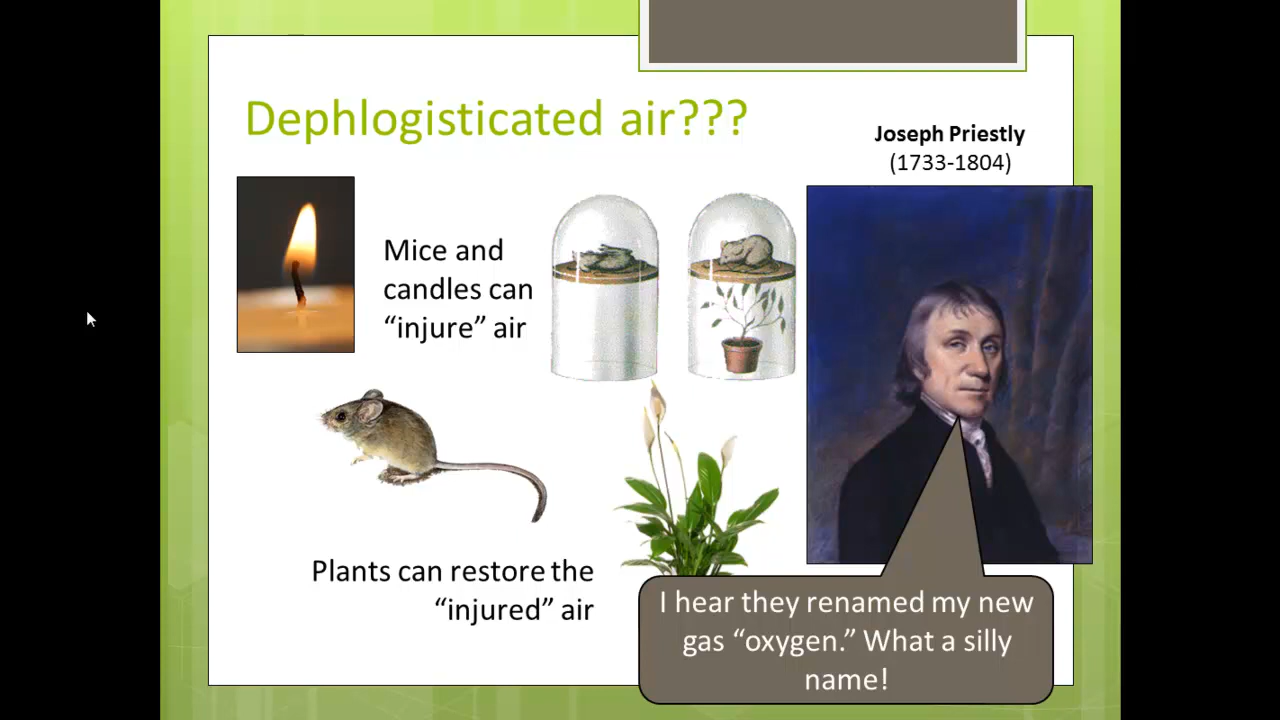 Dephlogisticated air???
Joseph Priestly
(1733-1804)
Mice and
candles can
“injure” air
Plants can restore the
“injured” air
I hear they renamed my new
gas “oxygen.” What a silly
name!